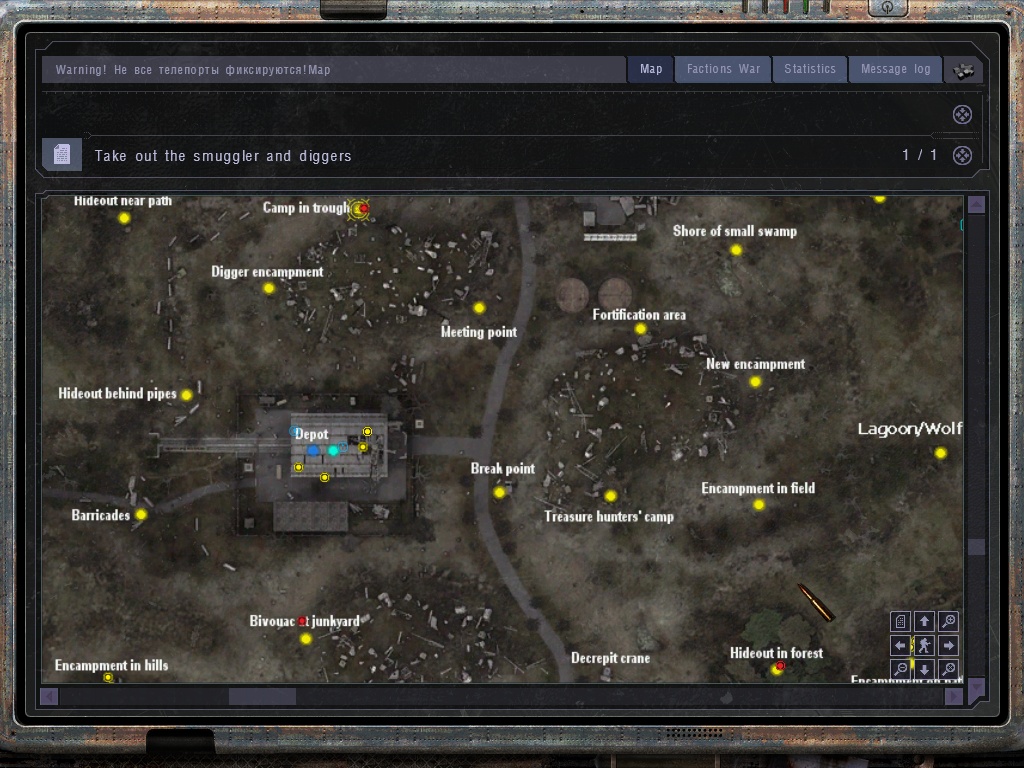 Warning! Не все телепорты фиксируются!Map
Map
Factions War
Statistics
Message log
Take out the smuggler and diggers
1 / 1
Hideout near path
Camp in trough
Shore of small swamp
Digger encampment
Fortification area
Meeting point
New encampment
Hideout behind pipes
Lagoon/Wolf
Depot
Break point
Encampment in field
Barricades
Treasure hunters' camp
Bivouac at junkyard
Decrepit crane
Hideout in forest
Encampment in hills